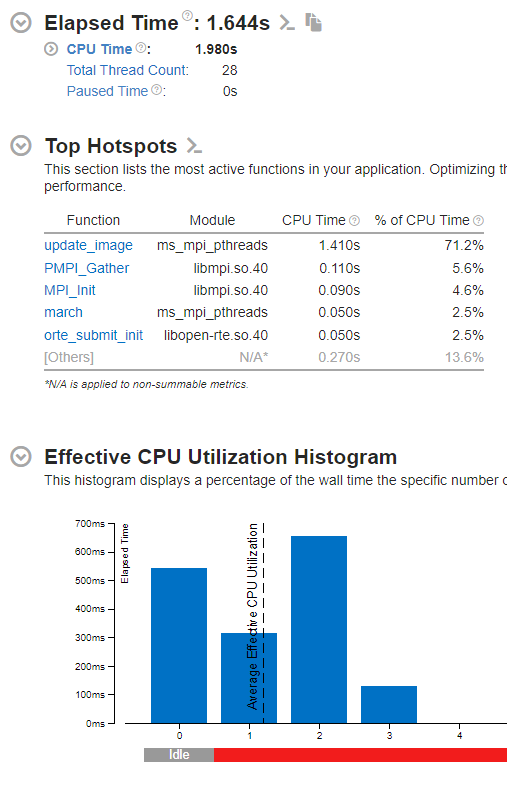 Elapsed Time ?: 1.644s
CPU Time ?: 1.980s
Total Thread Count: 28
Paused Time ?: 0s
Top Hotspots
This section lists the most active functions in your application. Optimizing th
performance.
Function Module CPU Time ? % of CPU Time ?
update_image ms_mpi_pthreads 1.410s 71.2%
PMPI_Gather libmpi.so.40 0.110s 5.6%
MPI_Init libmpi.so.40 0.090s 4.6%
march ms_mpi_pthreads 0.050s 2.5%
orte_submit_init libopen-rte.so.40 0.050s 2.5%
[Others] N/A* 0.270s 13.6%
*N/A is applied to non-summable metrics.
Effective CPU Utilization Histogram
This histogram displays a percentage of the wall time the specific number o
700ms
600ms
500ms
400ms
300ms
200ms
100ms
0ms
Elapsed Time
Average Effective CPU Utilization
0 1 2 3 4
Idle